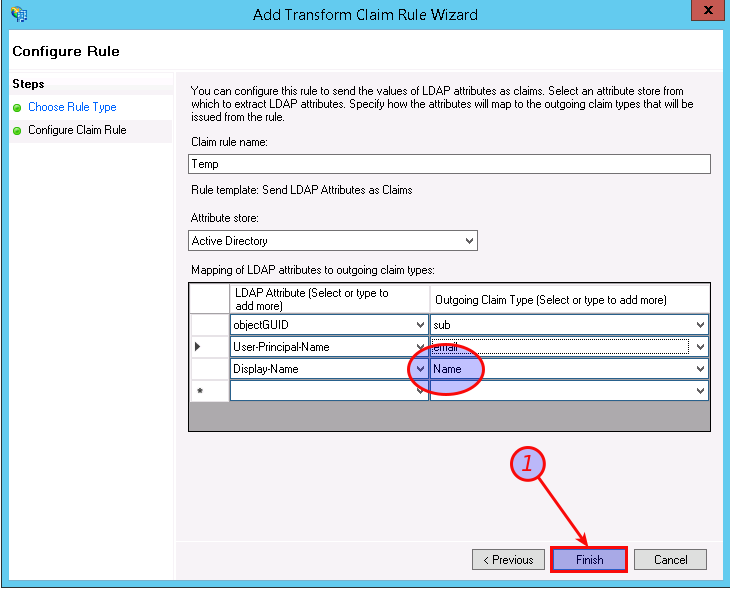 Add Transform Claim Rule Wizard
x
Configure Rule
Steps
Choose Rule Type
Configure Claim Rule
You can configure this rule to send the values of LDAP attributes as claims. Select an attribute store from
which to extract LDAP attributes. Specify how the attributes will map to the outgoing claim types that will be
issued from the rule.
Claim rule name:
Temp
Rule template: Send LDAP Attributes as Claims
Attribute store:
Active Directory
Mapping of LDAP attributes to outgoing claim types:
LDAP Attribute (Select or type to
add more)
Outgoing Claim Type (Select or type to add more)
objectGUID sub
User-Principal-Name email
Display-Name Name
*
1
< Previous Finish Cancel